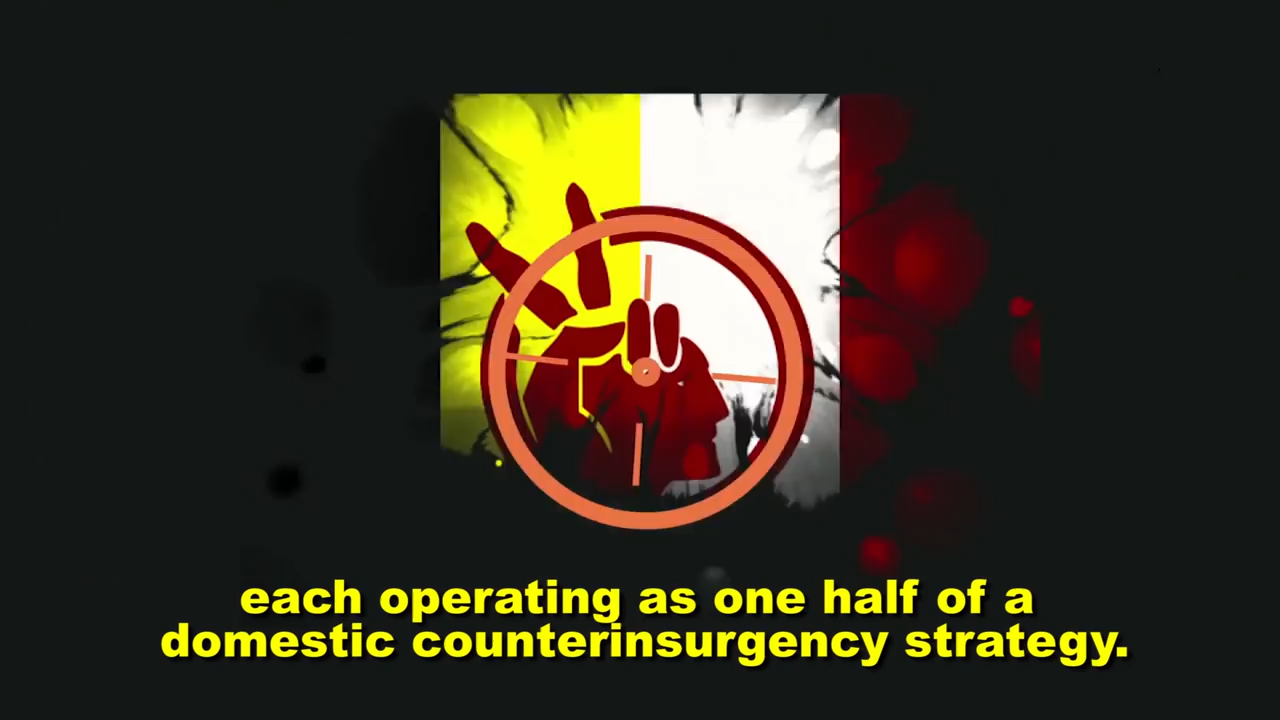 each operating as one half of a
domestic counterinsurgency strategy.